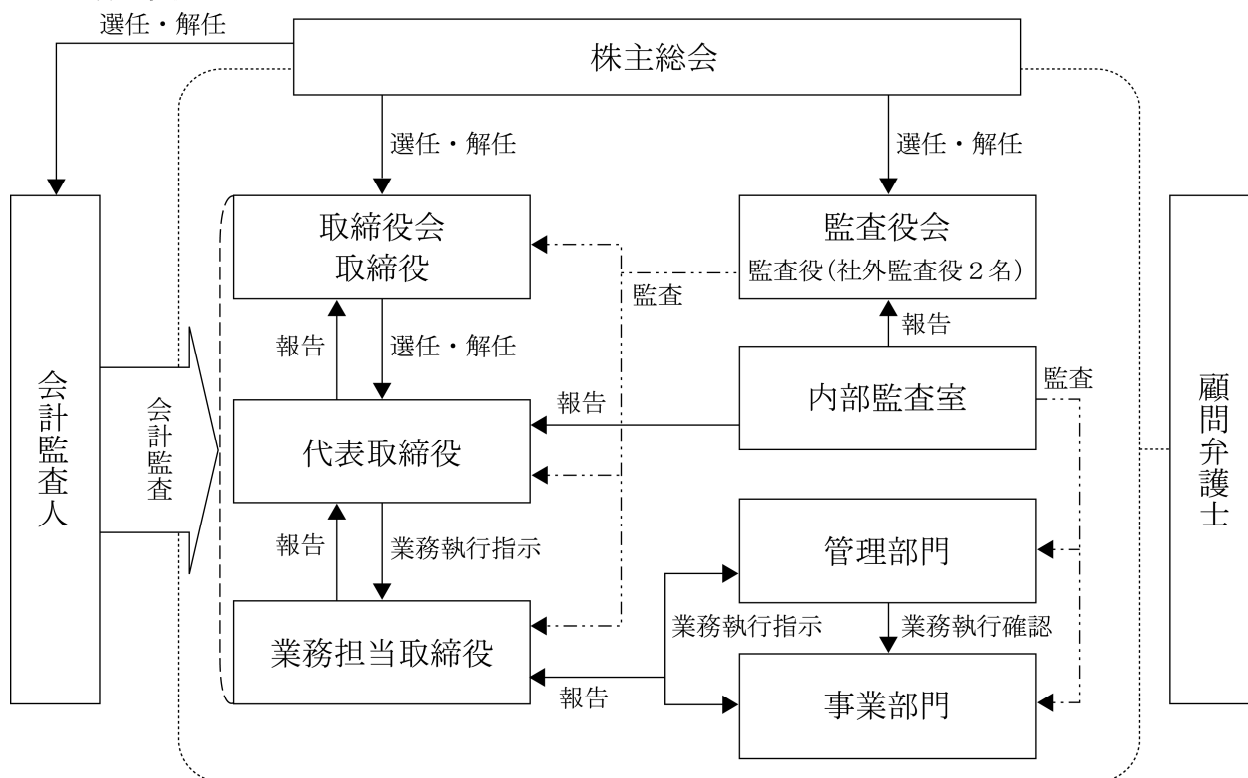 選任・解任
株主総会
選任・解任
選任・解任
取締役会
取締役
監査役会
監査役(社外監査役2名)
監査
報告
選任・解任
報告
会計監査人
会計監査
内部監査室
監査
顧問弁護士
報告
代表取締役
報告
業務執行指示
管理部門
業務執行指示
業務執行確認
業務担当取締役
報告
事業部門